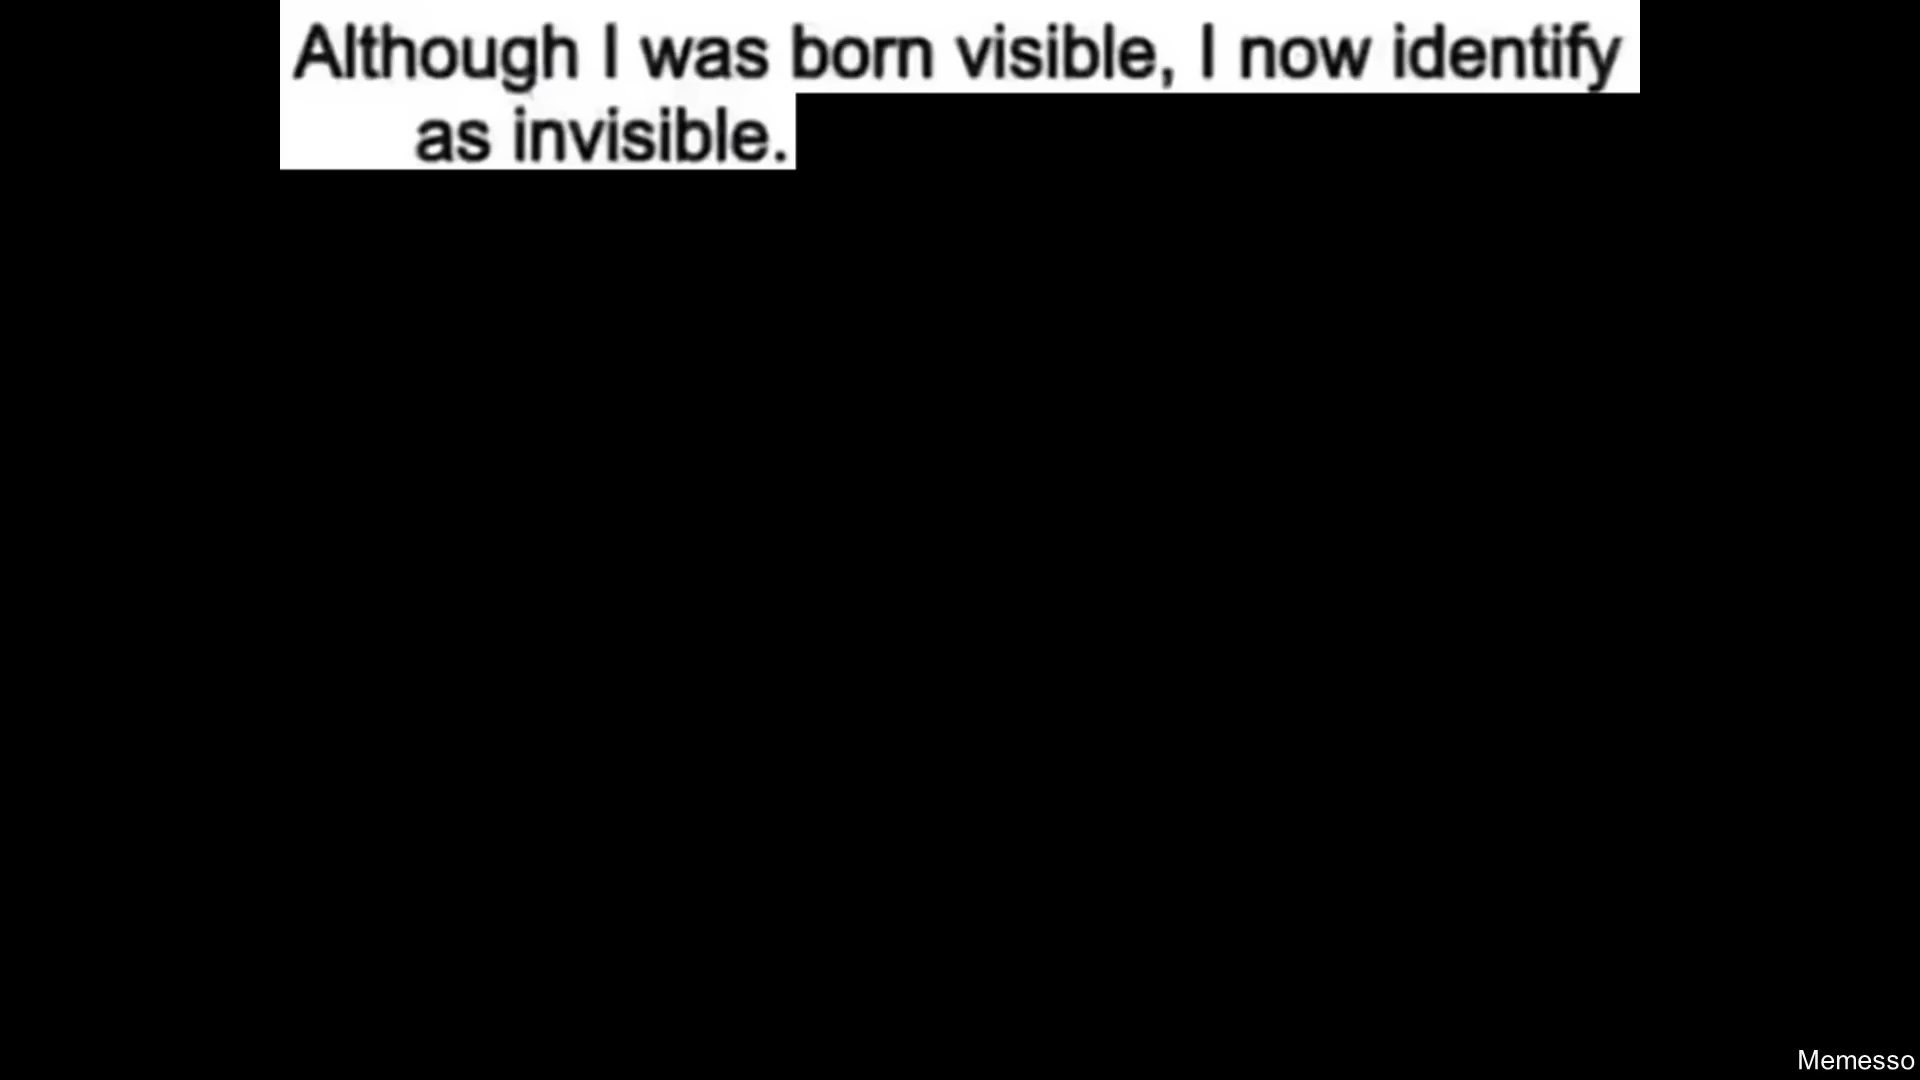 Although I was born visible, I now identify
as invisible.
Memesso